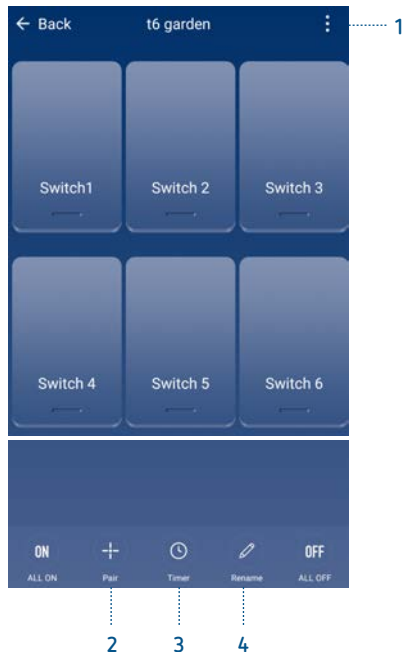 Back t6 garden 1
Switch1 Switch 2 Switch 3
Switch 4 Switch 5 Switch 6
ON OFF
ALL ON Pair Timer Rename ALL OFF
2 3 4